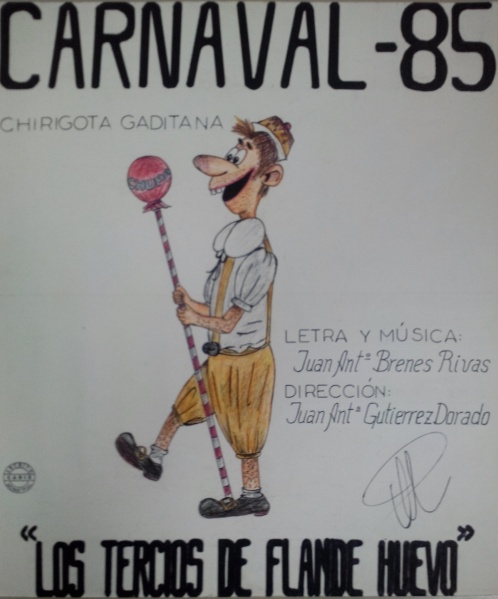 CARNAVAL-85
CHIRIGOTA GADITANA
LETRA Y MÚSICA:
Juan Antº Brenes Rivas
DIRECCIÓN:
Juan Antº Gutierrez Dorado
"LOS TERCIOS DE FLANDE HUEVO"